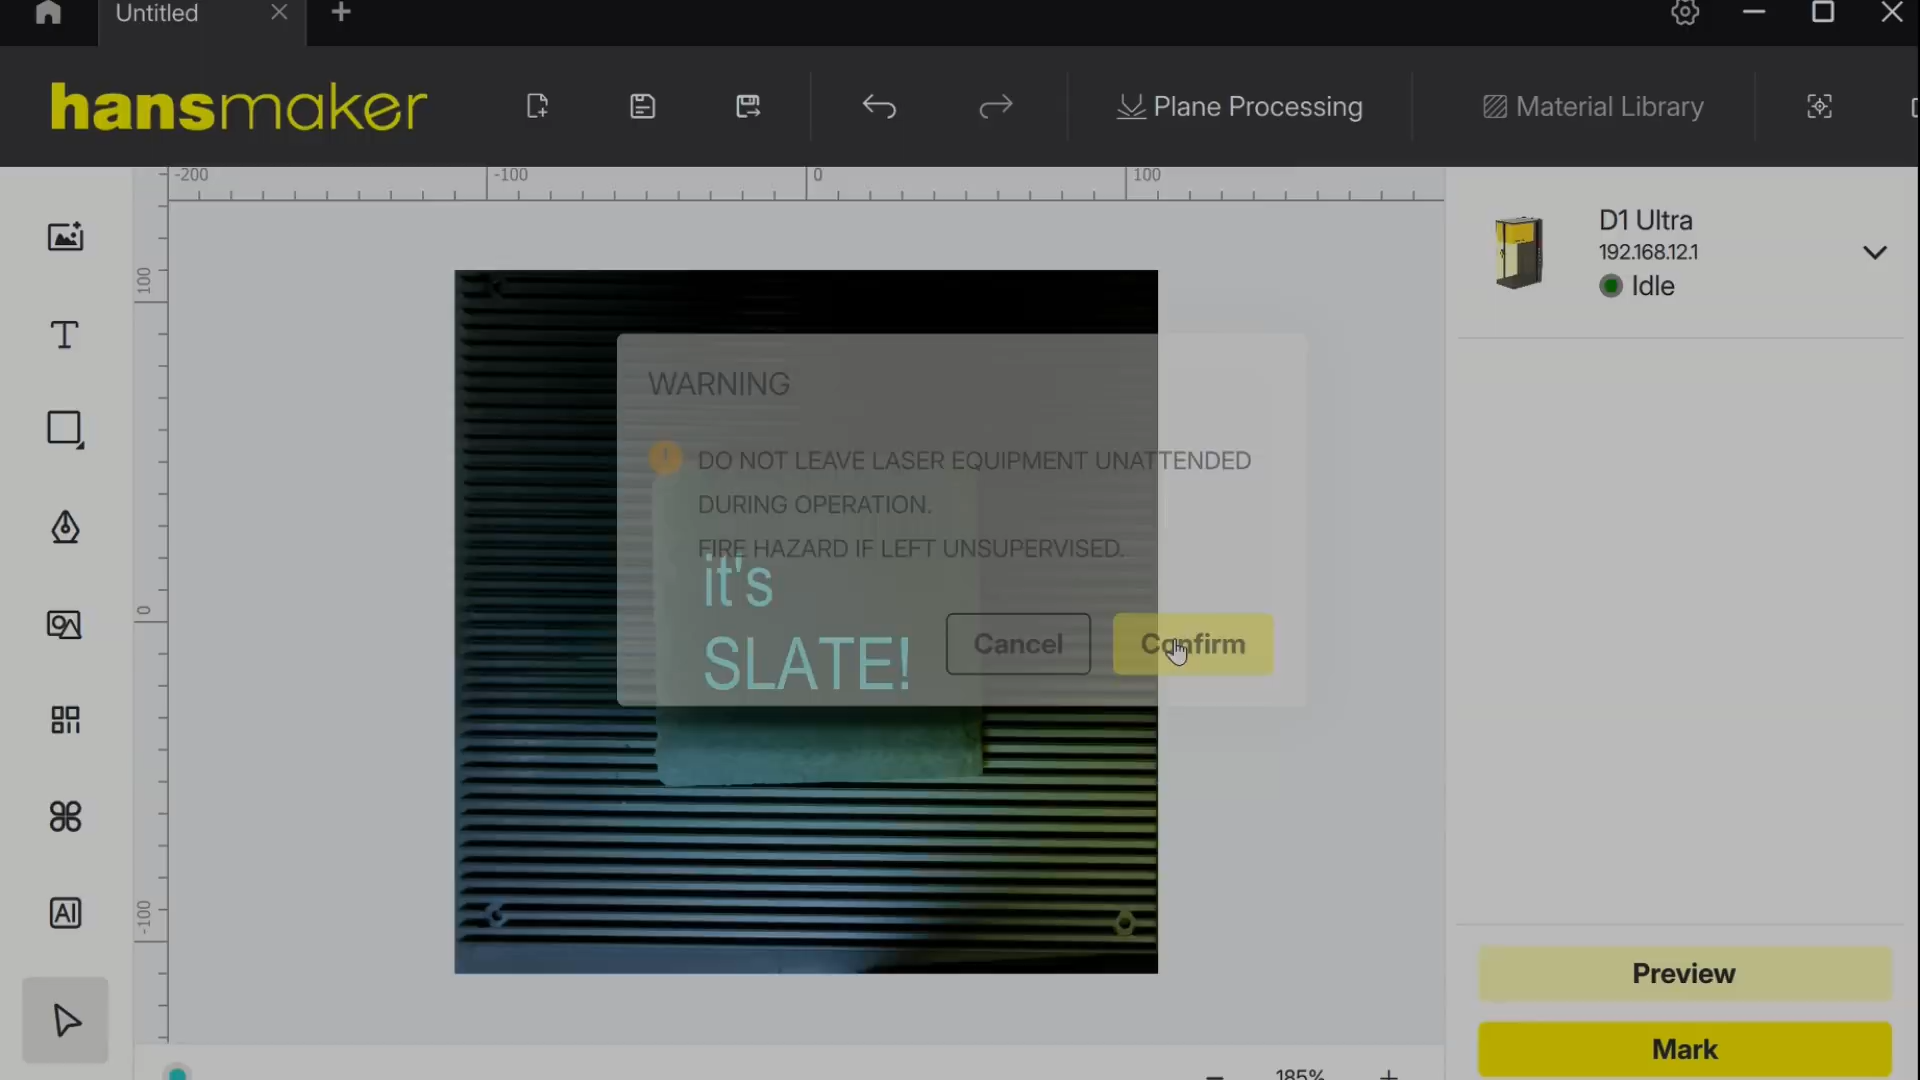 Untitled
hansmaker
Plane Processing
Material Library
-200
-100
0
100
D1 Ultra
192.168.12.1
Idle
100
0
-100
WARNING
DO NOT LEAVE LASER EQUIPMENT UNATTENDED
DURING OPERATION.
FIRE HAZARD IF LEFT UNSUPERVISED.
it's
SLATE!
Cancel
Confirm
AI
Preview
Mark
185%